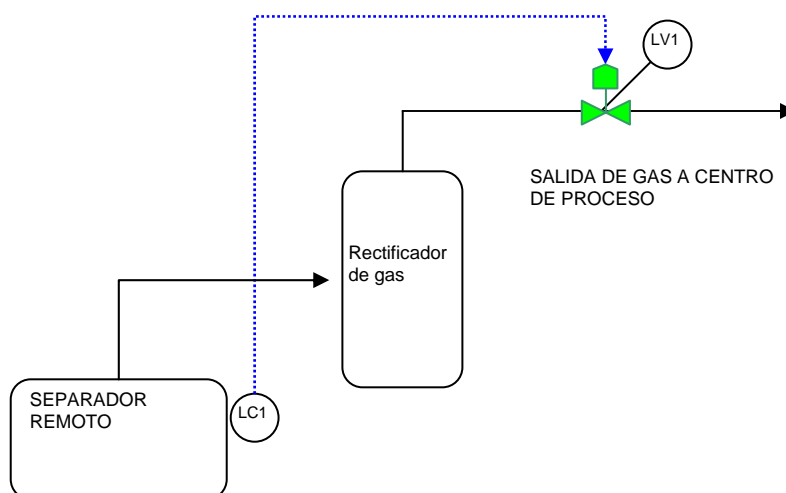 LV1
SALIDA DE GAS A CENTRO
DE PROCESO
Rectificador
de gas
SEPARADOR
REMOTO
LC1